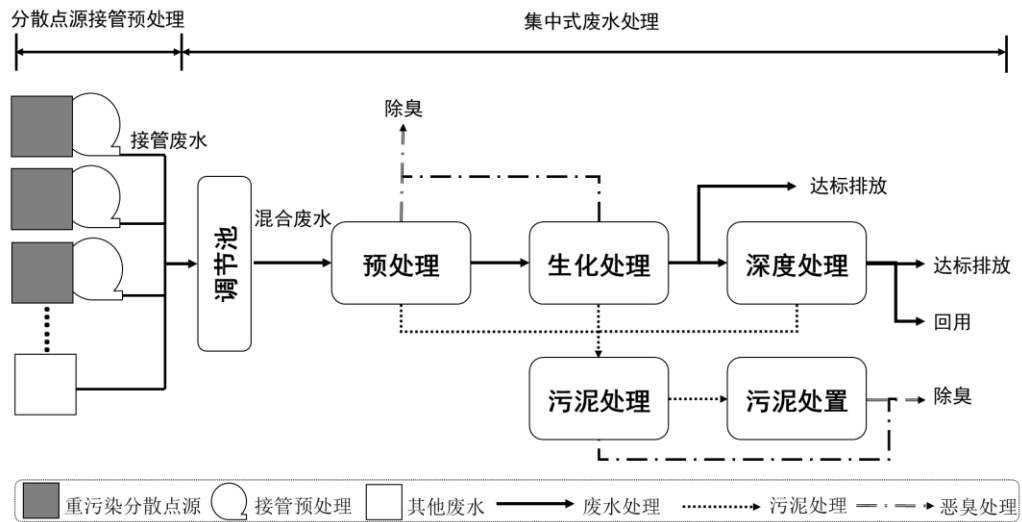 分散点源接管预处理
集中式废水处理
除臭
接管废水
达标排放
混合废水
调节池
预处理
生化处理
深度处理
达标排放
回用
污泥处理
污泥处置
除臭
重污染分散点源 接管预处理 其他废水 废水处理 污泥处理 恶臭处理